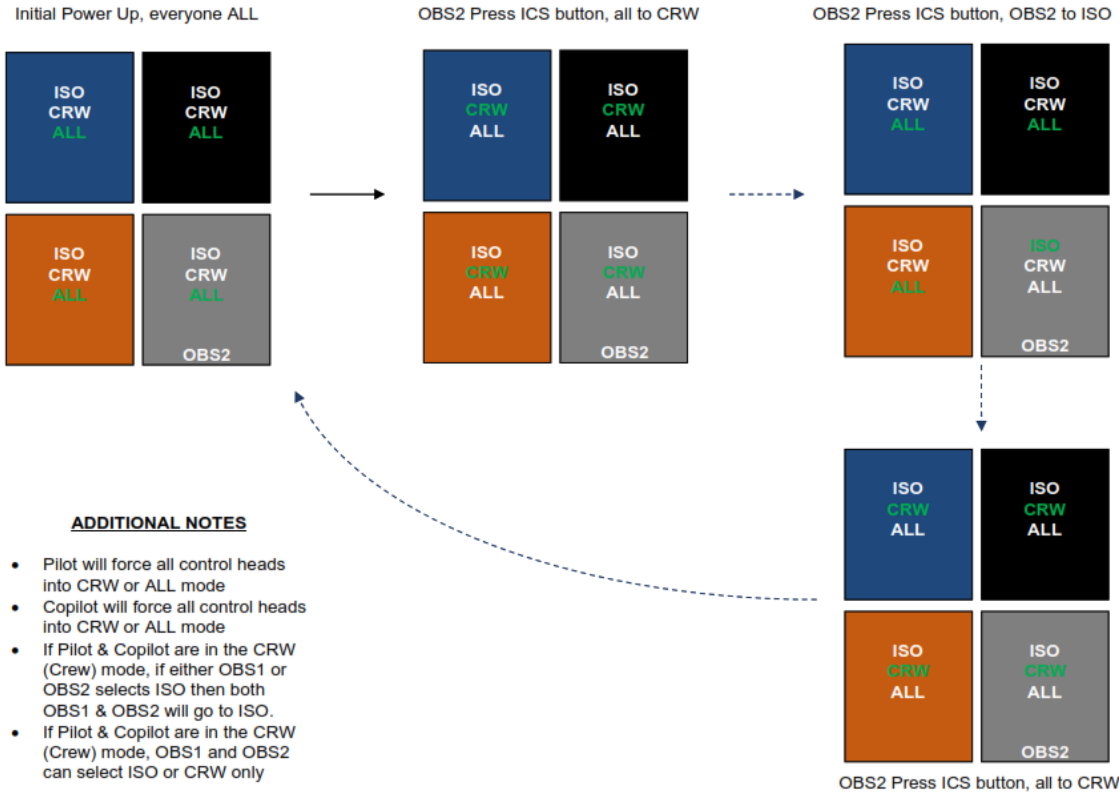 Initial Power Up, everyone ALL
ISO
CRW
ALL
ISO
CRW
ALL
ISO
CRW
ALL
ISO
CRW
ALL
OBS2
OBS2 Press ICS button, all to CRW
ISO
CRW
ALL
ISO
CRW
ALL
ISO
CRW
ALL
ISO
CRW
ALL
OBS2
OBS2 Press ICS button, OBS2 to ISO
ISO
CRW
ALL
ISO
CRW
ALL
ISO
CRW
ALL
ISO
CRW
ALL
OBS2
ISO
CRW
ALL
ISO
CRW
ALL
ISO
CRW
ALL
ISO
CRW
ALL
OBS2
OBS2 Press ICS button, all to CRW
ADDITIONAL NOTES
• Pilot will force all control heads
into CRW or ALL mode
• Copilot will force all control heads
into CRW or ALL mode
• If Pilot & Copilot are in the CRW
(Crew) mode, if either OBS1 or
OBS2 selects ISO then both
OBS1 & OBS2 will go to ISO.
• If Pilot & Copilot are in the CRW
(Crew) mode, OBS1 and OBS2
can select ISO or CRW only